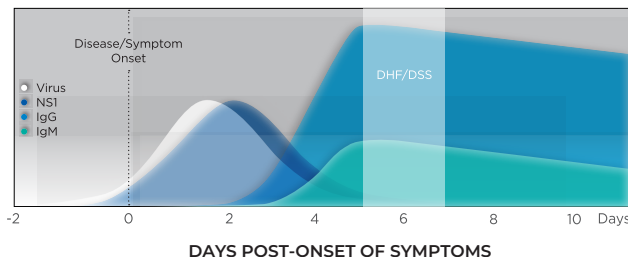 Disease/Symptom
Onset
Virus
NS1
IgG
IgM
DHF/DSS
-2 0 2 4 6 8 10 Days
DAYS POST-ONSET OF SYMPTOMS